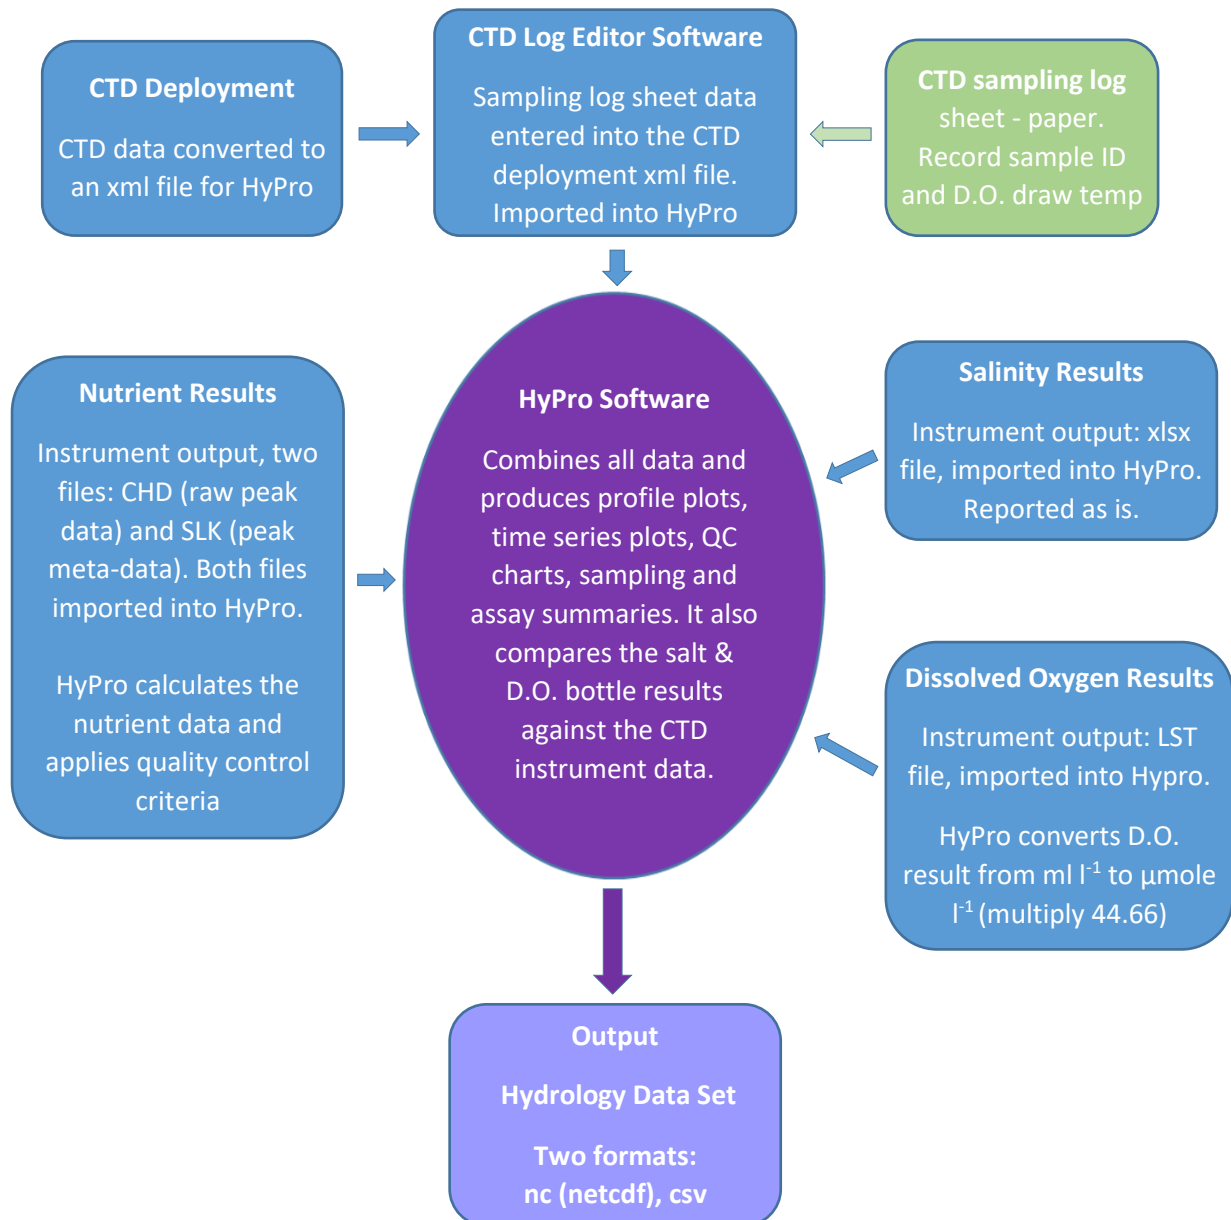 CTD Deployment
CTD data converted to
an xml file for HyPro
CTD Log Editor Software
Sampling log sheet data
entered into the CTD
deployment xml file.
Imported into HyPro
CTD sampling log
sheet - paper.
Record sample ID
and D.O. draw temp
Nutrient Results
Instrument output, two
files: CHD (raw peak
data) and SLK (peak
meta-data). Both files
imported into HyPro.
HyPro calculates the
nutrient data and
applies quality control
criteria
HyPro Software
Combines all data and
produces profile plots,
time series plots, QC
charts, sampling and
assay summaries. It also
compares the salt &
D.O. bottle results
against the CTD
instrument data.
Salinity Results
Instrument output: xlsx
file, imported into HyPro.
Reported as is.
Dissolved Oxygen Results
Instrument output: LST
file, imported into Hypro.
HyPro converts D.O.
result from ml l⁻¹ to µmole
l⁻¹ (multiply 44.66)
Output
Hydrology Data Set
Two formats:
nc (netcdf), csv